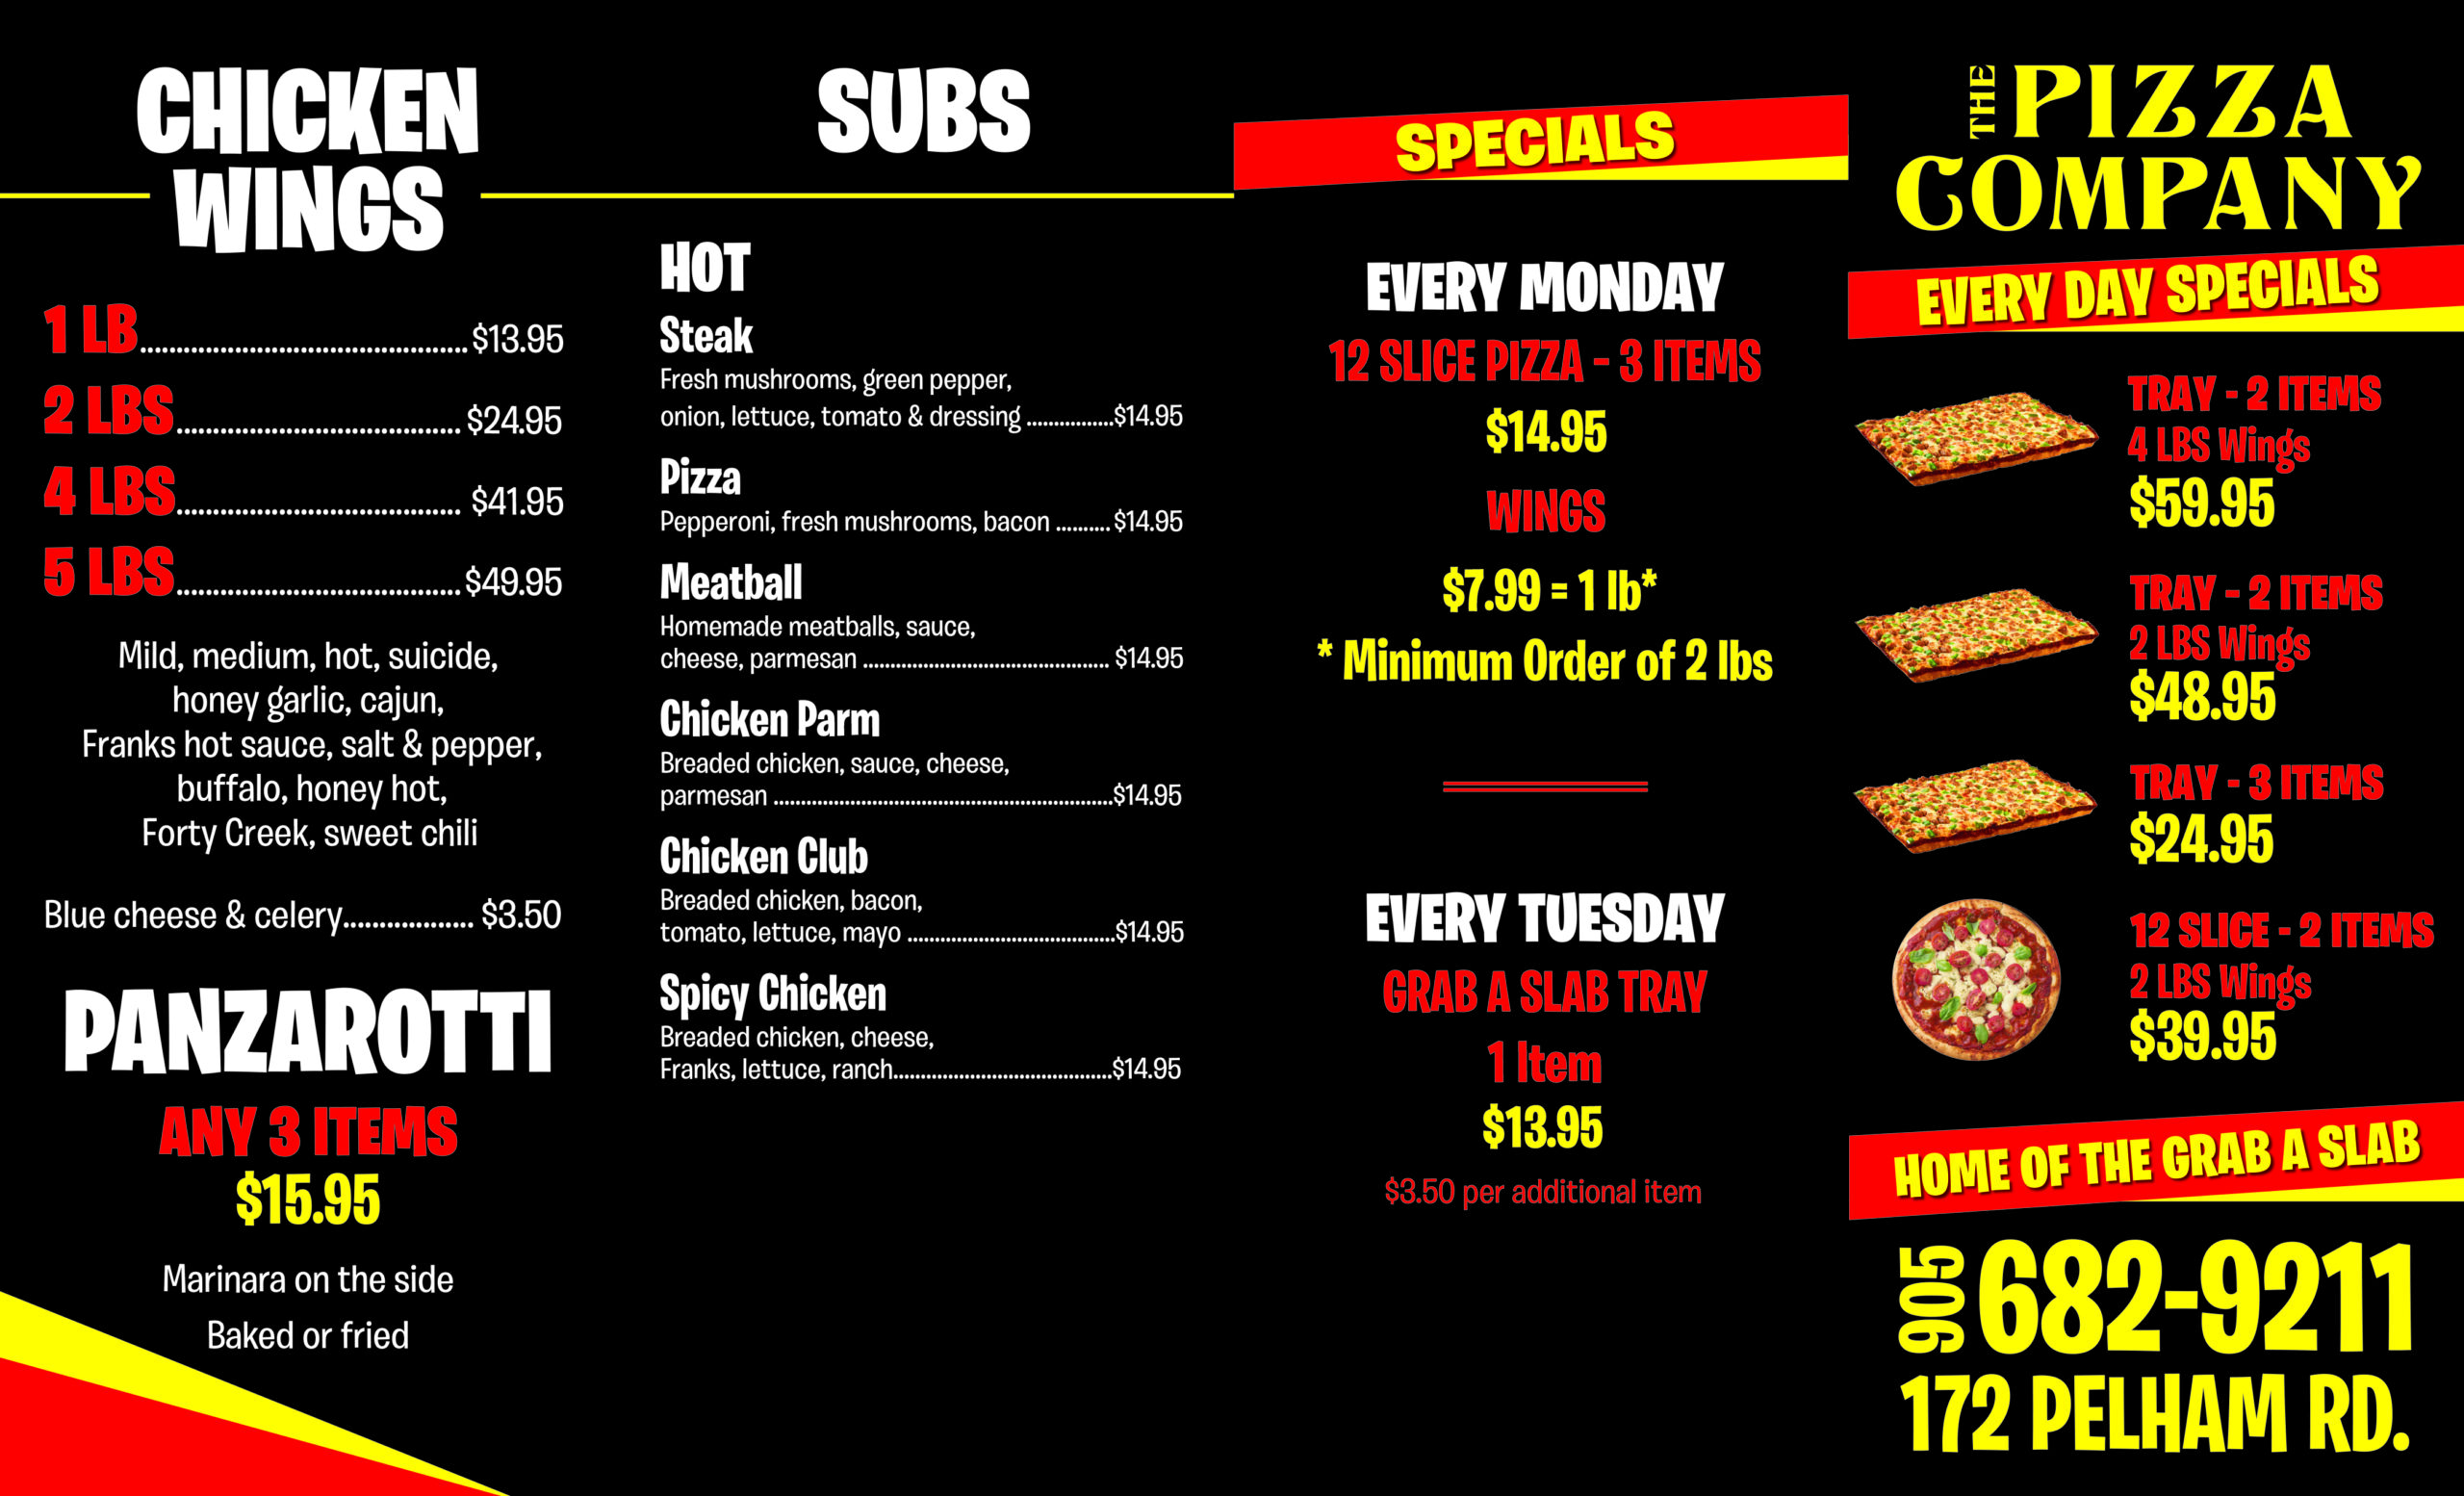 CHICKEN
WINGS
1 LB.............................................. $13.95
2 LBS........................................ $24.95
4 LBS........................................ $41.95
5 LBS........................................ $49.95
Mild, medium, hot, suicide,
honey garlic, cajun,
Franks hot sauce, salt & pepper,
buffalo, honey hot,
Forty Creek, sweet chili
Blue cheese & celery.................. $3.50
PANZAROTTI
ANY 3 ITEMS
$15.95
Marinara on the side
Baked or fried
SUBS
HOT
Steak
Fresh mushrooms, green pepper,
onion, lettuce, tomato & dressing ................$14.95
Pizza
Pepperoni, fresh mushrooms, bacon .......... $14.95
Meatball
Homemade meatballs, sauce,
cheese, parmesan ............................................. $14.95
Chicken Parm
Breaded chicken, sauce, cheese,
parmesan ..............................................................$14.95
Chicken Club
Breaded chicken, bacon,
tomato, lettuce, mayo ......................................$14.95
Spicy Chicken
Breaded chicken, cheese,
Franks, lettuce, ranch........................................$14.95
SPECIALS
EVERY MONDAY
12 SLICE PIZZA - 3 ITEMS
$14.95
WINGS
$7.99 = 1 lb*
* Minimum Order of 2 lbs
EVERY TUESDAY
GRAB A SLAB TRAY
1 Item
$13.95
$3.50 per additional item
THE PIZZA
COMPANY
EVERY DAY SPECIALS
TRAY - 2 ITEMS
4 LBS Wings
$59.95
TRAY - 2 ITEMS
2 LBS Wings
$48.95
TRAY - 3 ITEMS
$24.95
12 SLICE - 2 ITEMS
2 LBS Wings
$39.95
HOME OF THE GRAB A SLAB
905 682-9211
172 PELHAM RD.